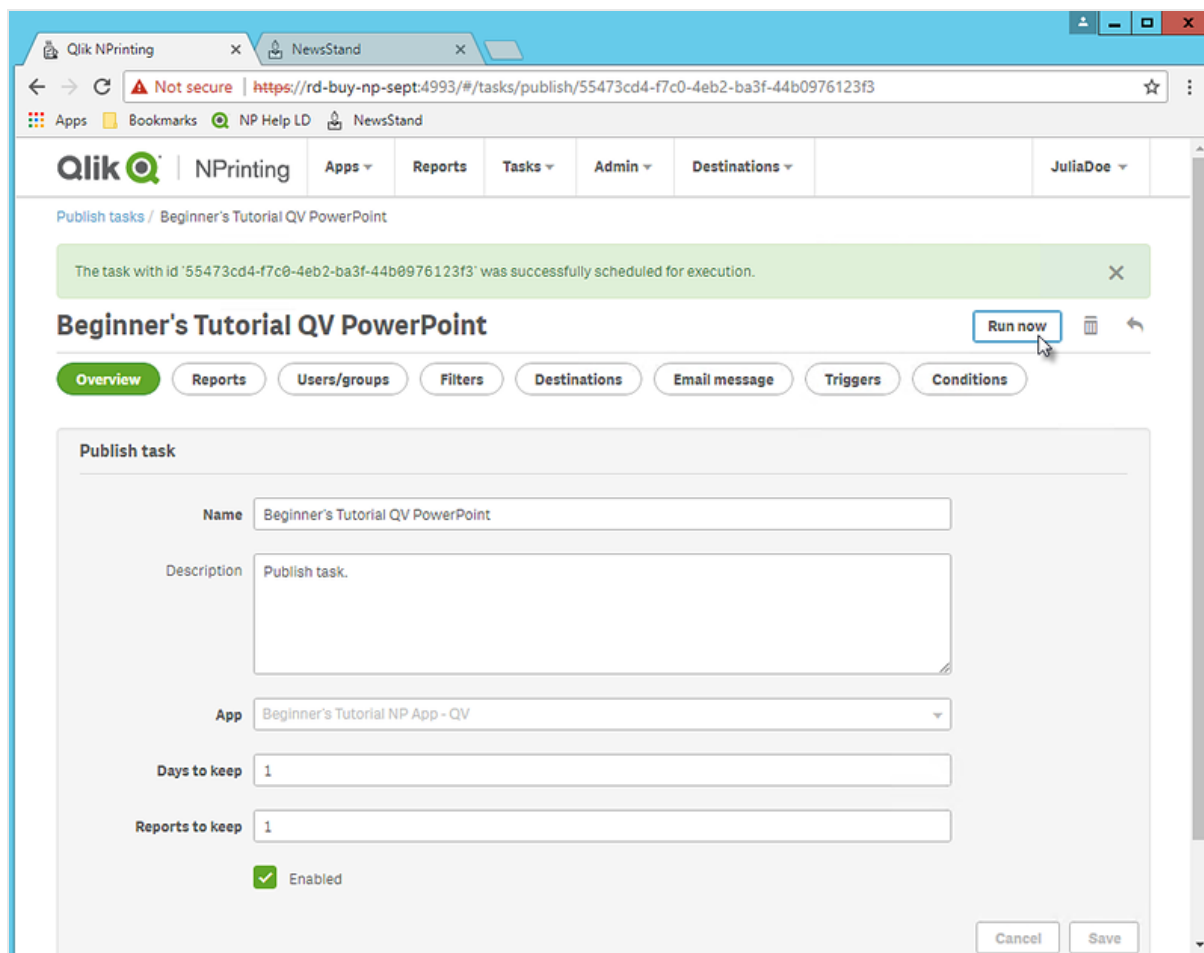 Qlik NPrinting NewsStand
Not secure https://rd-buy-np-sept:4993/#/tasks/publish/55473cd4-f7c0-4eb2-ba3f-44b0976123f3
Apps Bookmarks NP Help LD NewsStand
Qlik NPrinting Apps Reports Tasks Admin Destinations JuliaDoe
Publish tasks / Beginner's Tutorial QV PowerPoint
The task with id '55473cd4-f7c0-4eb2-ba3f-44b0976123f3' was successfully scheduled for execution.
Beginner's Tutorial QV PowerPoint Run now
Overview Reports Users/groups Filters Destinations Email message Triggers Conditions
Publish task
Name Beginner's Tutorial QV PowerPoint
Description Publish task.
App Beginner's Tutorial NP App - QV
Days to keep 1
Reports to keep 1
Enabled
Cancel Save